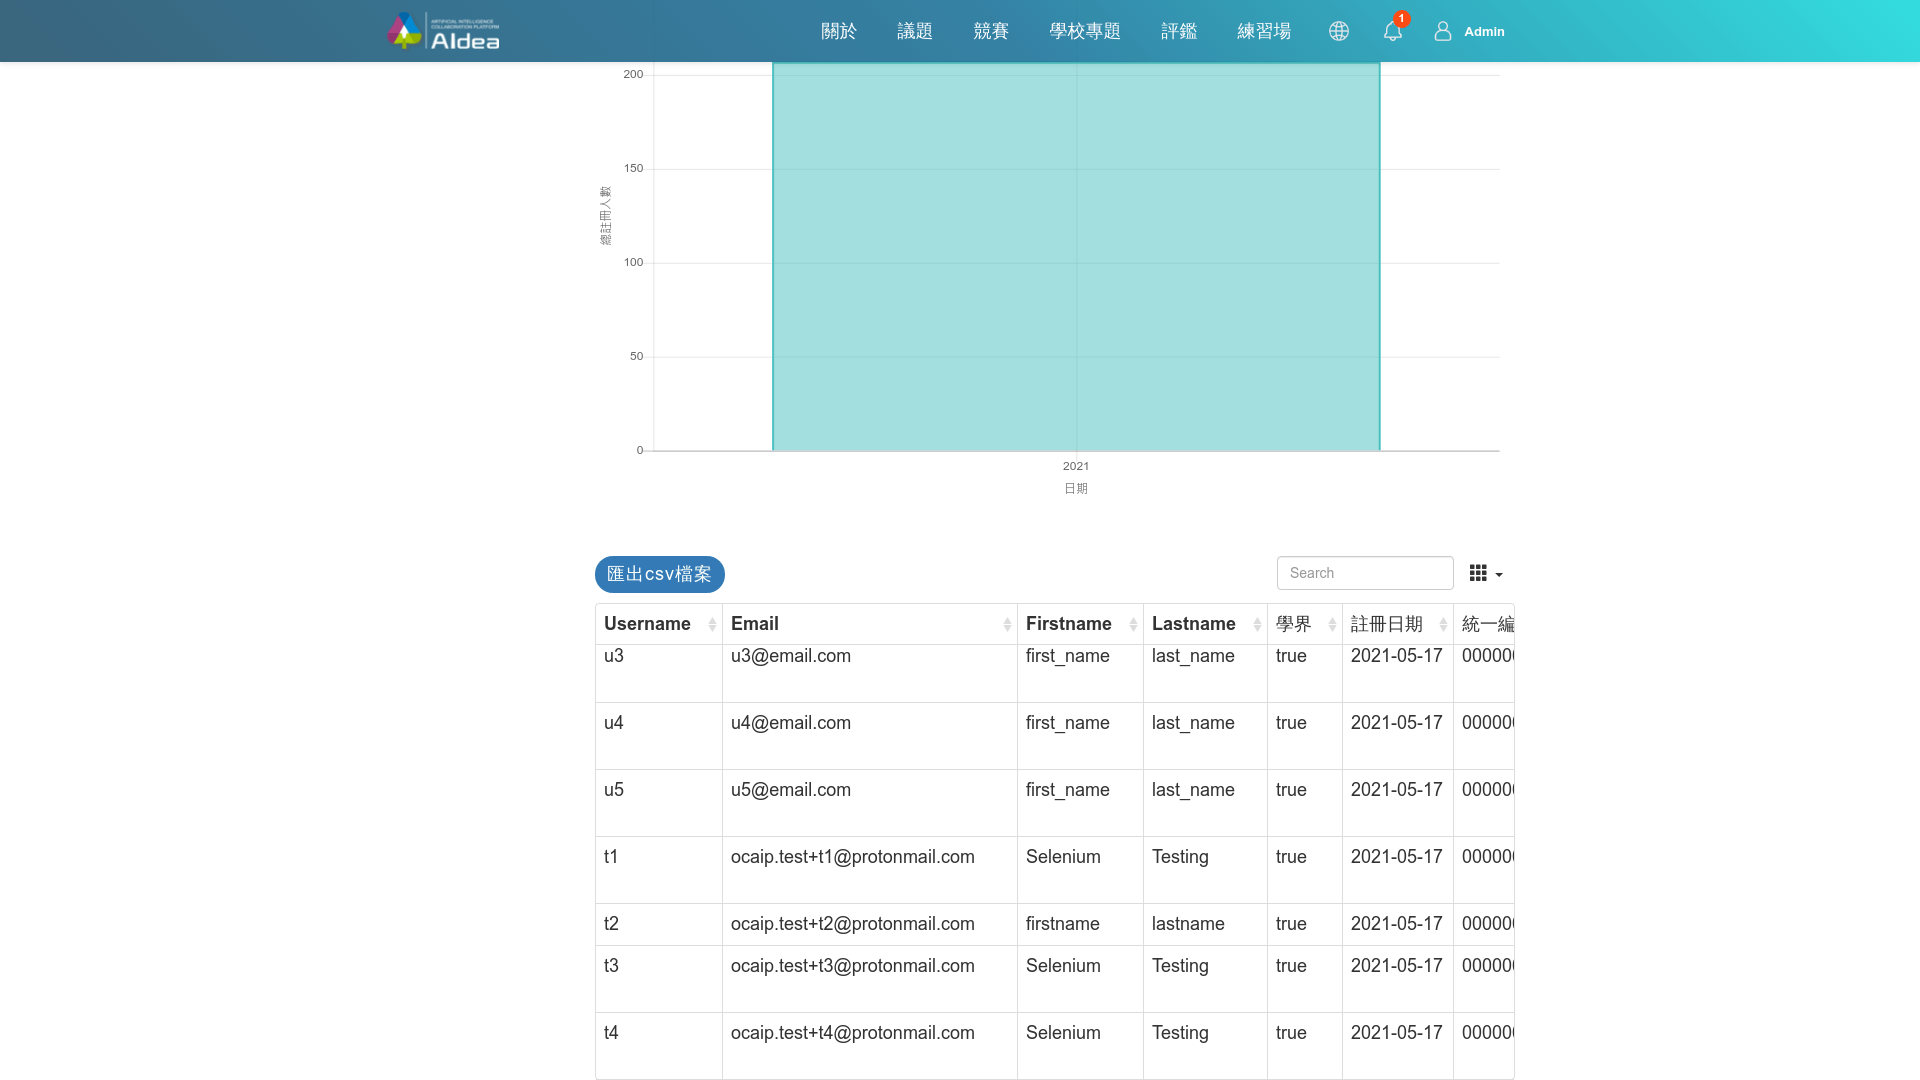 ARTIFICIAL INTELLIGENCE
COLLABORATION PLATFORM
AIdea
關於 議題 競賽 學校專題 評鑑 練習場 1 Admin
200
150
100
50
0
總註冊人數
2021
日期
匯出csv檔案 Search
Username Email Firstname Lastname 學界 註冊日期 統一編
u3 u3@email.com first_name last_name true 2021-05-17 00000
u4 u4@email.com first_name last_name true 2021-05-17 00000
u5 u5@email.com first_name last_name true 2021-05-17 00000
t1 ocaip.test+t1@protonmail.com Selenium Testing true 2021-05-17 00000
t2 ocaip.test+t2@protonmail.com firstname lastname true 2021-05-17 00000
t3 ocaip.test+t3@protonmail.com Selenium Testing true 2021-05-17 00000
t4 ocaip.test+t4@protonmail.com Selenium Testing true 2021-05-17 00000